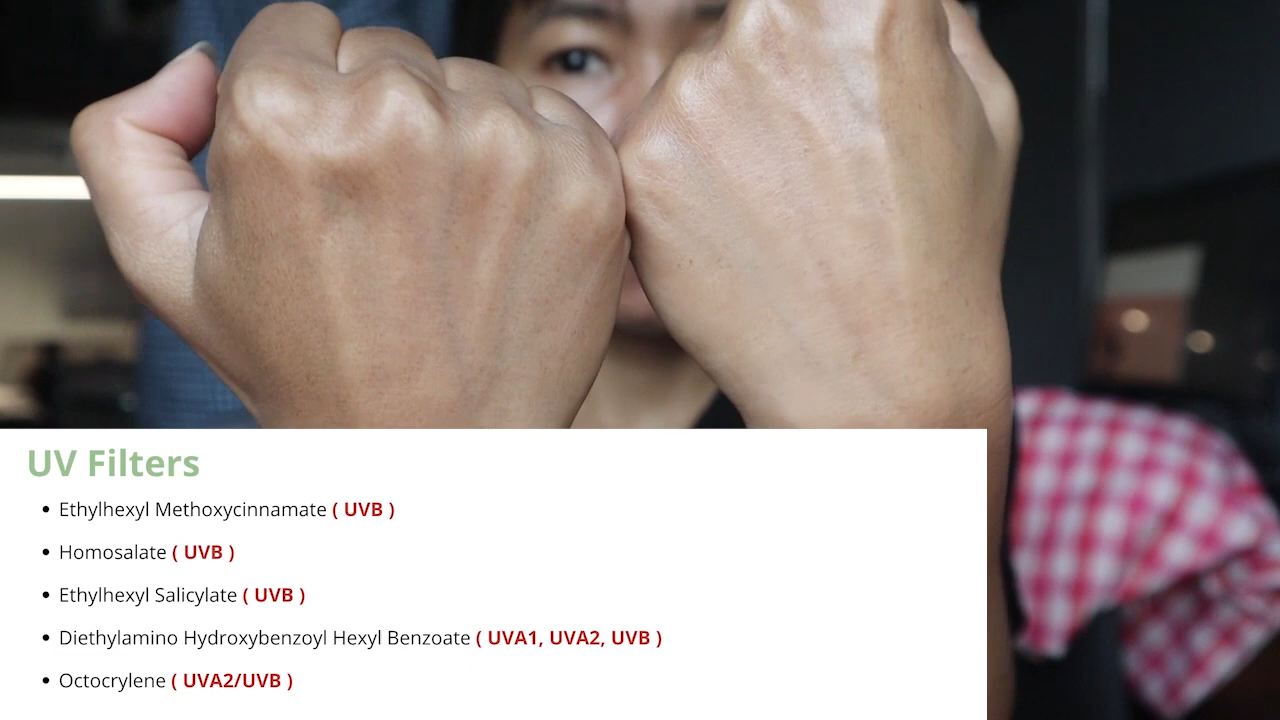 UV Filters
• Ethylhexyl Methoxycinnamate ( UVB )
• Homosalate ( UVB )
• Ethylhexyl Salicylate ( UVB )
• Diethylamino Hydroxybenzoyl Hexyl Benzoate ( UVA1, UVA2, UVB )
• Octocrylene ( UVA2/UVB )